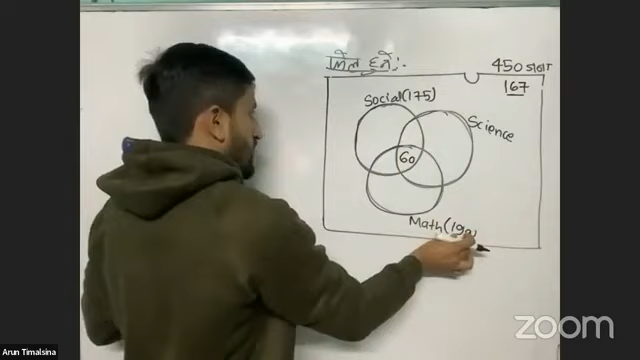 450 जना
167
Social(175)
Science
60
Math(190
Arun Timalsina
zoom